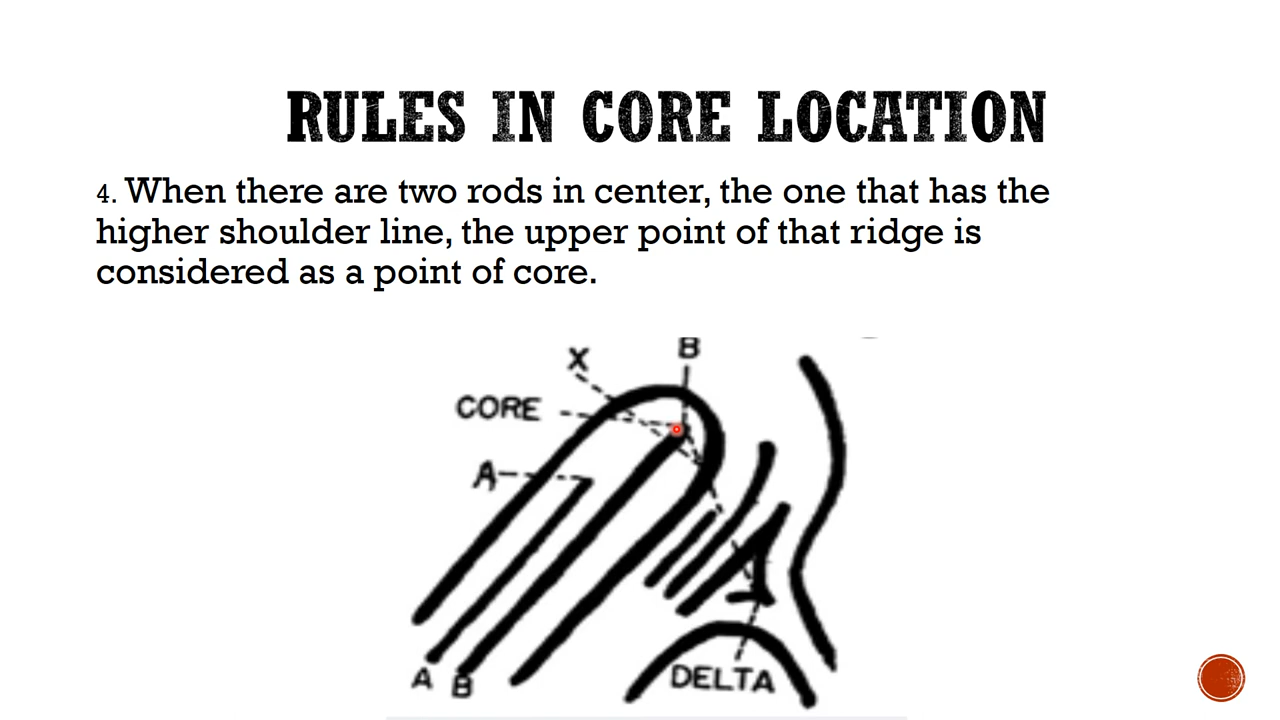 RULES IN CORE LOCATION
4. When there are two rods in center, the one that has the
higher shoulder line, the upper point of that ridge is
considered as a point of core.
B
X
CORE
A
A
B
DELTA